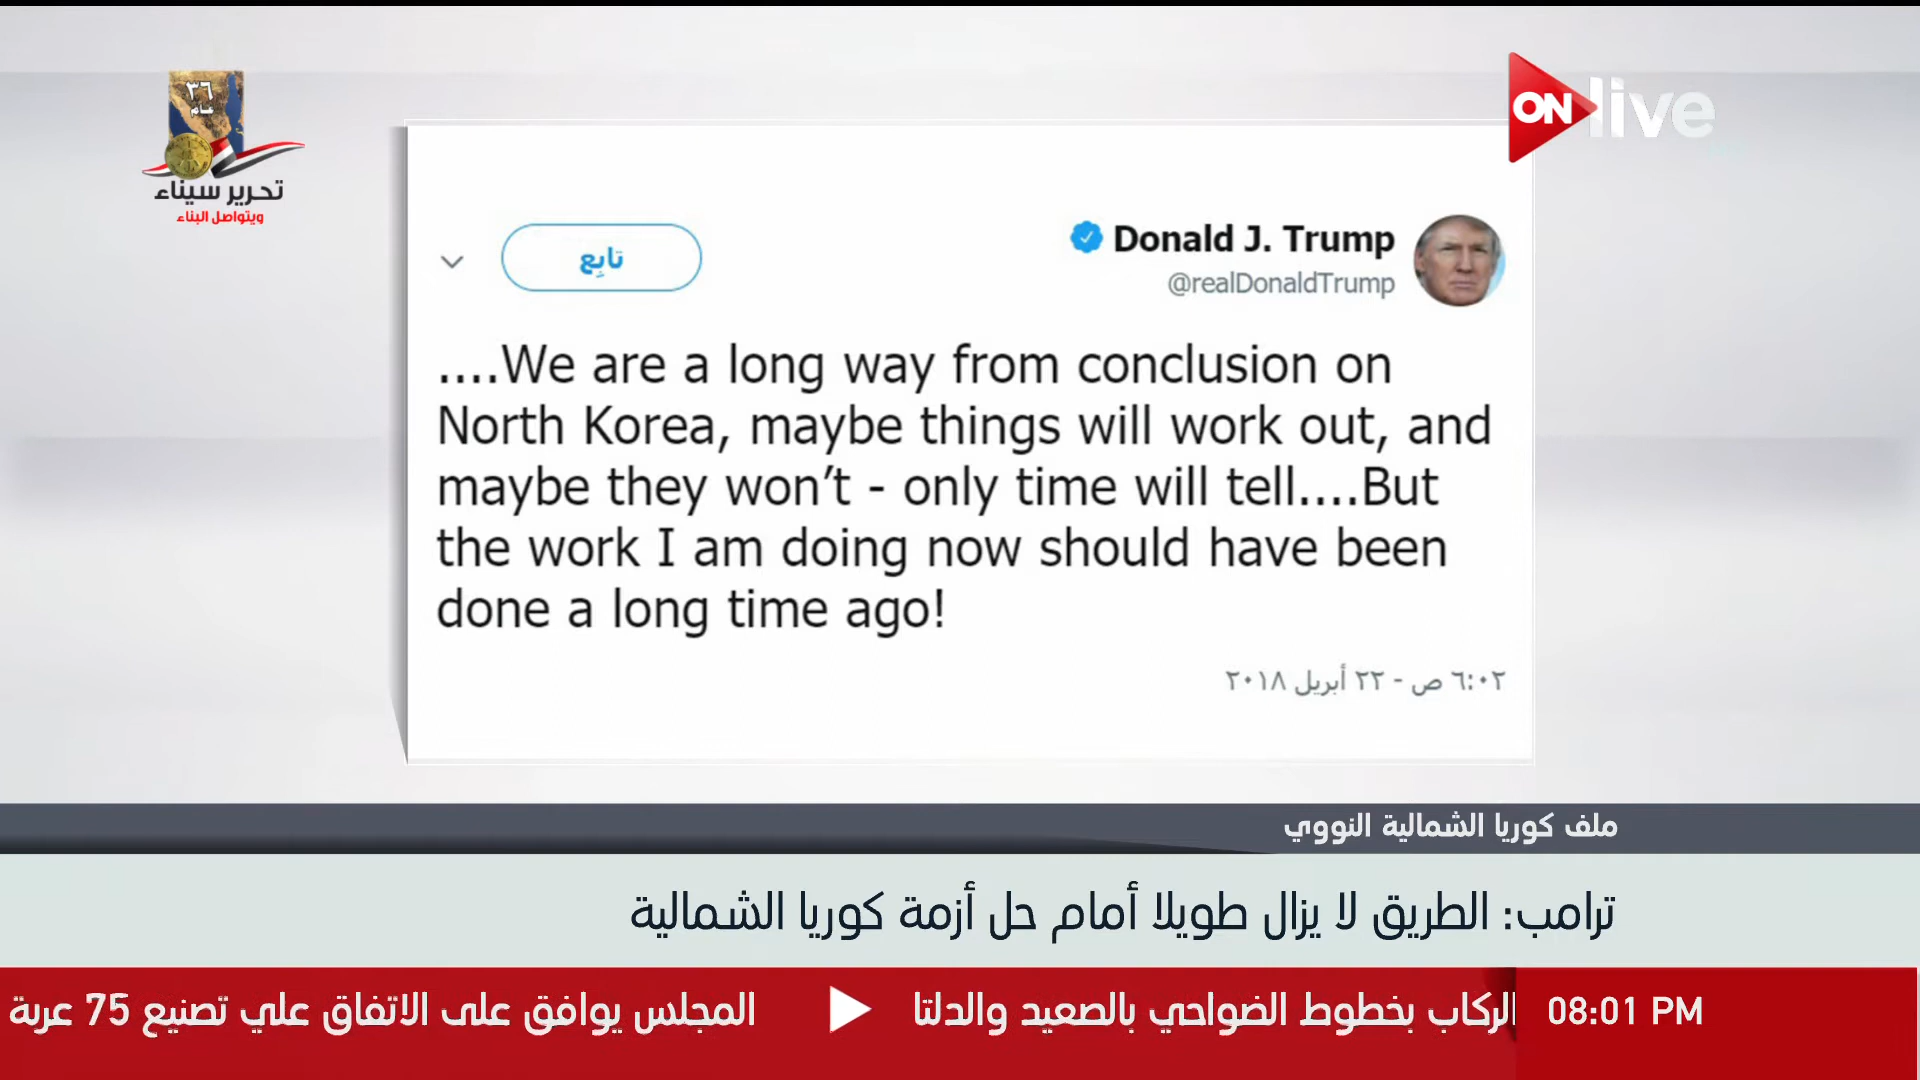 ٣٦
عام
تحرير سيناء
ويتواصل البناء
ON live
تابِع
Donald J. Trump
@realDonaldTrump
....We are a long way from conclusion on
North Korea, maybe things will work out, and
maybe they won’t - only time will tell....But
the work I am doing now should have been
done a long time ago!
٦:٠٢ ص - ٢٢ أبريل ٢٠١٨
ملف كوريا الشمالية النووي
ترامب: الطريق لا يزال طويلا أمام حل أزمة كوريا الشمالية
08:01 PM
الركاب بخطوط الضواحي بالصعيد والدلتا
المجلس يوافق على الاتفاق علي تصنيع 75 عربة